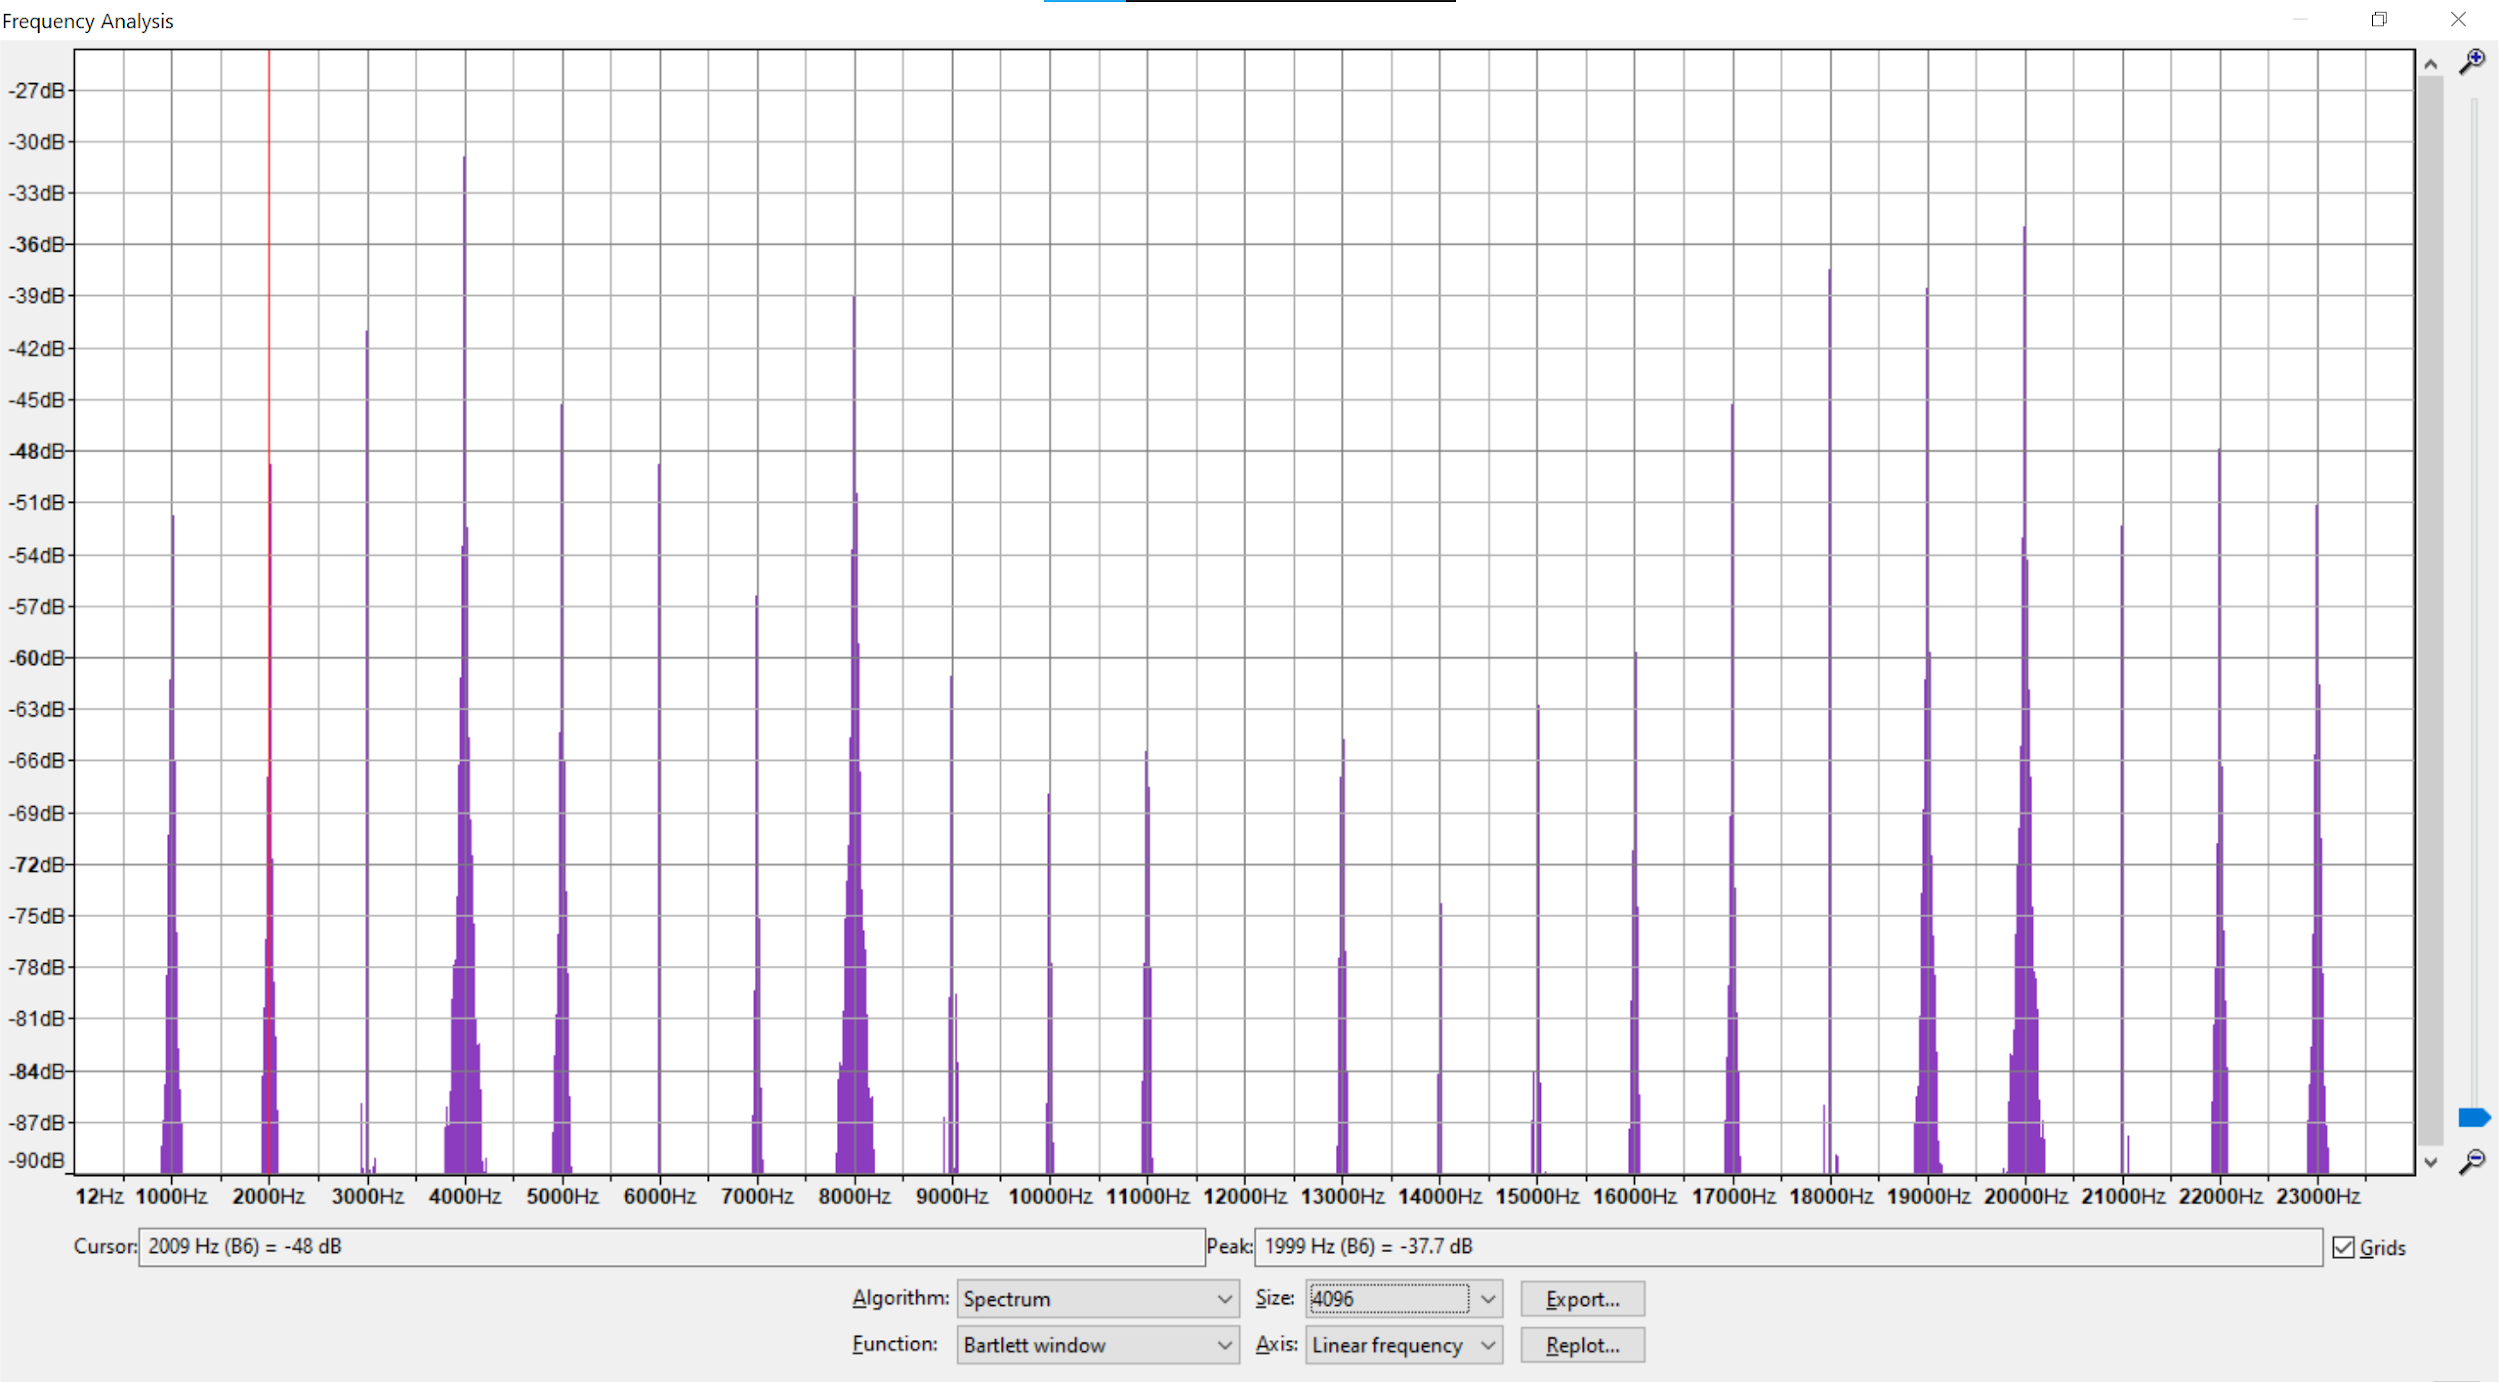 Frequency Analysis
-27dB
-30dB
-33dB
-36dB
-39dB
-42dB
-45dB
-48dB
-51dB
-54dB
-57dB
-60dB
-63dB
-66dB
-69dB
-72dB
-75dB
-78dB
-81dB
-84dB
-87dB
-90dB
12Hz 1000Hz 2000Hz 3000Hz 4000Hz 5000Hz 6000Hz 7000Hz 8000Hz 9000Hz 10000Hz 11000Hz 12000Hz 13000Hz 14000Hz 15000Hz 16000Hz 17000Hz 18000Hz 19000Hz 20000Hz 21000Hz 22000Hz 23000Hz
Cursor: 2009 Hz (B6) = -48 dB Peak: 1999 Hz (B6) = -37.7 dB Grids
Algorithm: Spectrum Size: 4096 Export...
Function: Bartlett window Axis: Linear frequency Replot...